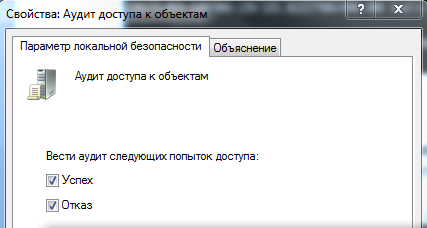 Свойства: Аудит доступа к объектам
Параметр локальной безопасности
Объяснение
Аудит доступа к объектам
Вести аудит следующих попыток доступа:
Успех
Отказ